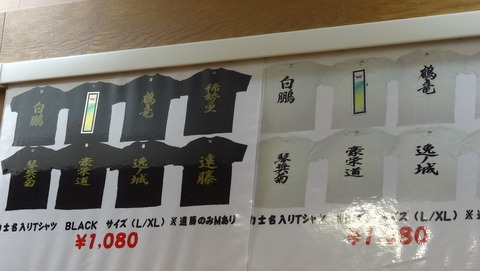 白鵬
鶴竜
稀勢里
琴奨菊
豪栄道
逸ノ城
遠藤
力士名入りTシャツ BLACK サイズ (L/XL) ※遠藤のみMあり
¥1,080
白鵬
鶴竜
琴奨菊
豪栄道
逸ノ城
力士名入りTシャツ サイズ (L/XL) ※遠
¥1,080